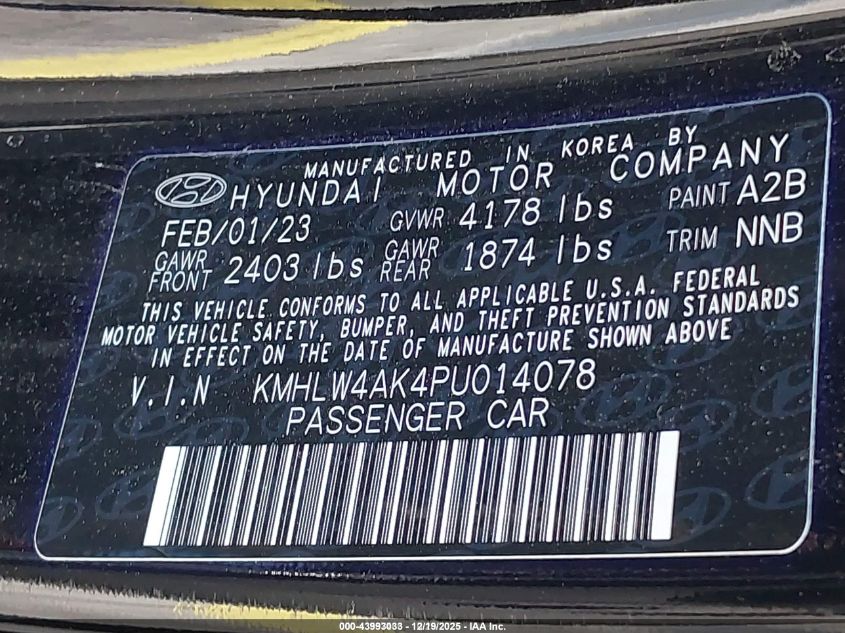 MANUFACTURED IN KOREA BY
HYUNDAI MOTOR COMPANY
FEB/01/23 GVWR 4178 lbs PAINT A2B
GAWR FRONT 2403 lbs GAWR REAR 1874 lbs TRIM NNB
THIS VEHICLE CONFORMS TO ALL APPLICABLE U.S.A. FEDERAL
MOTOR VEHICLE SAFETY, BUMPER, AND THEFT PREVENTION STANDARDS
IN EFFECT ON THE DATE OF MANUFACTURE SHOWN ABOVE
V.I.N KMHLW4AK4PU014078
PASSENGER CAR
000-43993033 - 12/19/2025 - IAA Inc.